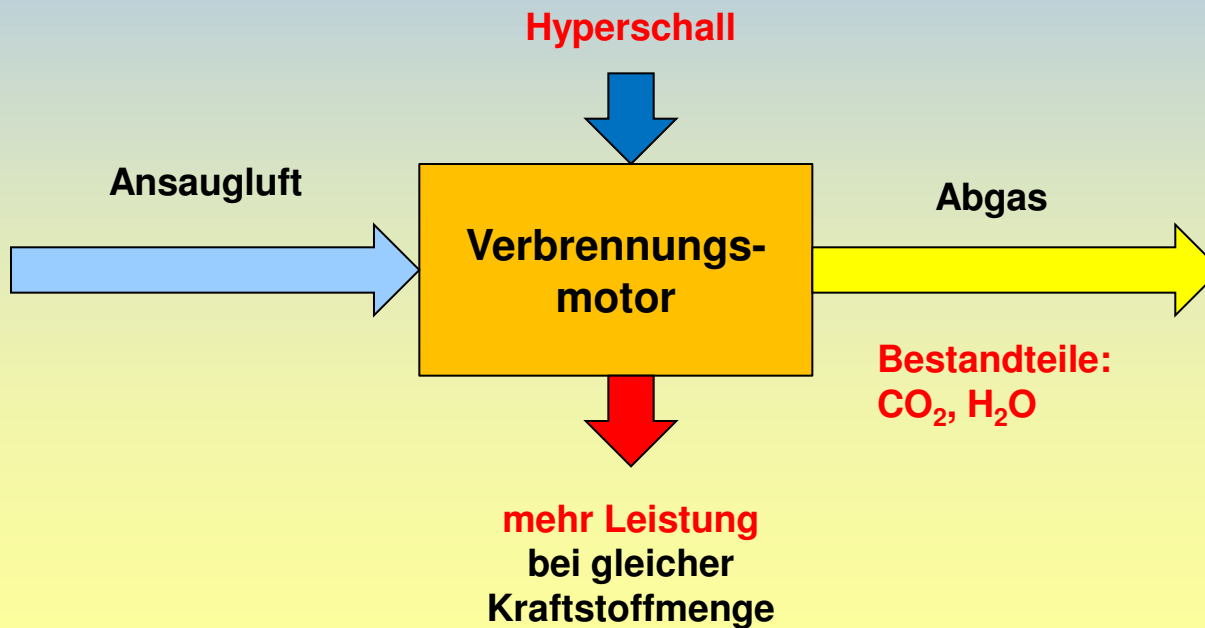 Hyperschall
Ansaugluft
Verbrennungs-
motor
Abgas
Bestandteile:
CO₂, H₂O
mehr Leistung
bei gleicher
Kraftstoffmenge